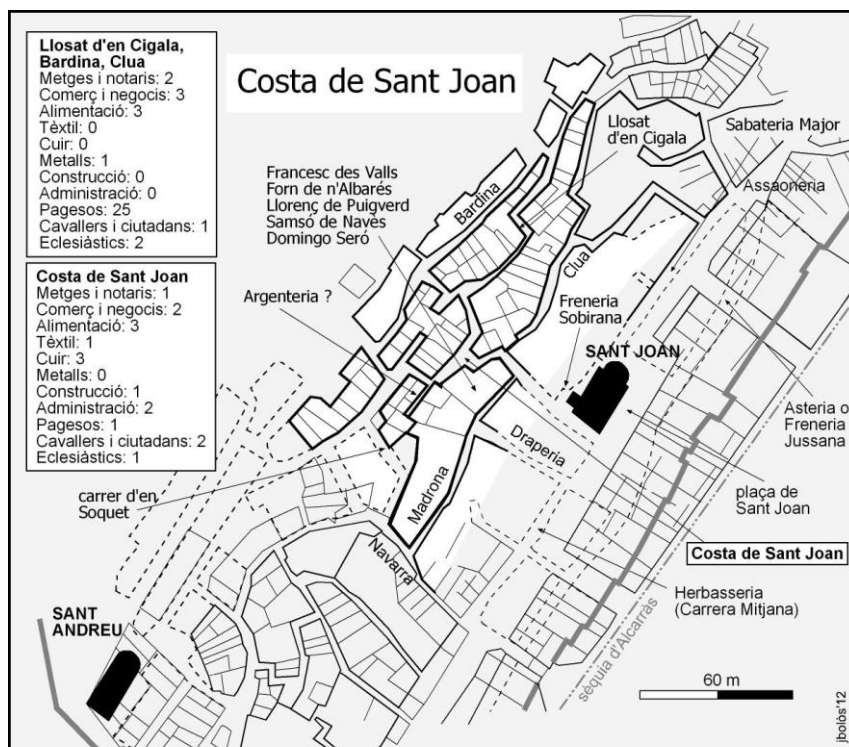 Llosat d'en Cigala,
Bardina, Clua
Metges i notaris: 2
Comerç i negocis: 3
Alimentació: 3
Tèxtil: 0
Cuir: 0
Metalls: 1
Construcció: 0
Administració: 0
Pagesos: 25
Cavallers i ciutadans: 1
Eclesiàstics: 2
Costa de Sant Joan
Metges i notaris: 1
Comerç i negocis: 2
Alimentació: 3
Tèxtil: 1
Cuir: 3
Metalls: 0
Construcció: 1
Administració: 2
Pagesos: 1
Cavallers i ciutadans: 2
Eclesiàstics: 1
Costa de Sant Joan
Llosat
d'en Cigala
Sabateria Major
Assaoneria
Francesc des Valls
Forn de n'Albarés
Llorenç de Puigverd
Samsó de Navès
Domingo Seró
Bardina
Clua
Argenteria ?
Freneria
Sobirana
SANT JOAN
Asteria o
Freneria
Jussana
Draperia
Madrona
carrer d'en
Soquet
plaça de
Sant Joan
Navarra
Costa de Sant Joan
Herbasseria
(Carrera Mitjana)
SANT
ANDREU
sèquia d'Alcarràs
60 m
jbolòs'12